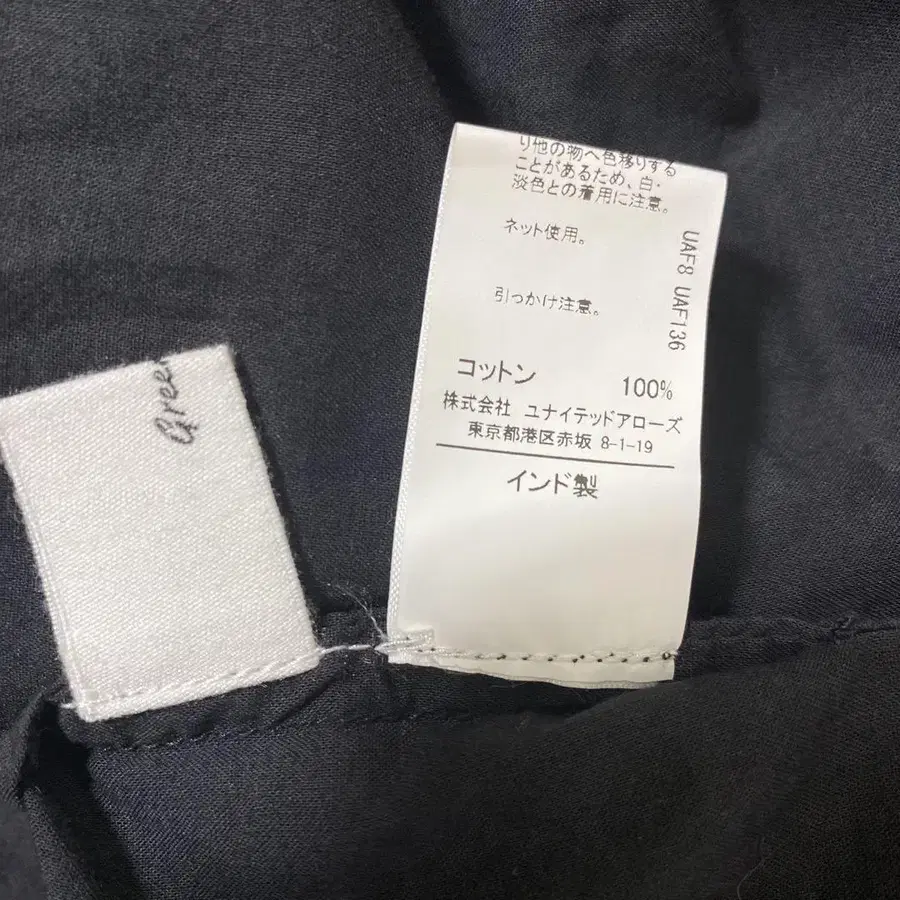 り他の物へ色移りする
ことがあるため、白・
淡色との着用に注意。
ネット使用。
引っかけ注意。
UAF8 UAF136
コットン 100%
株式会社 ユナイテッドアローズ
東京都港区赤坂 8-1-19
インド製
Green